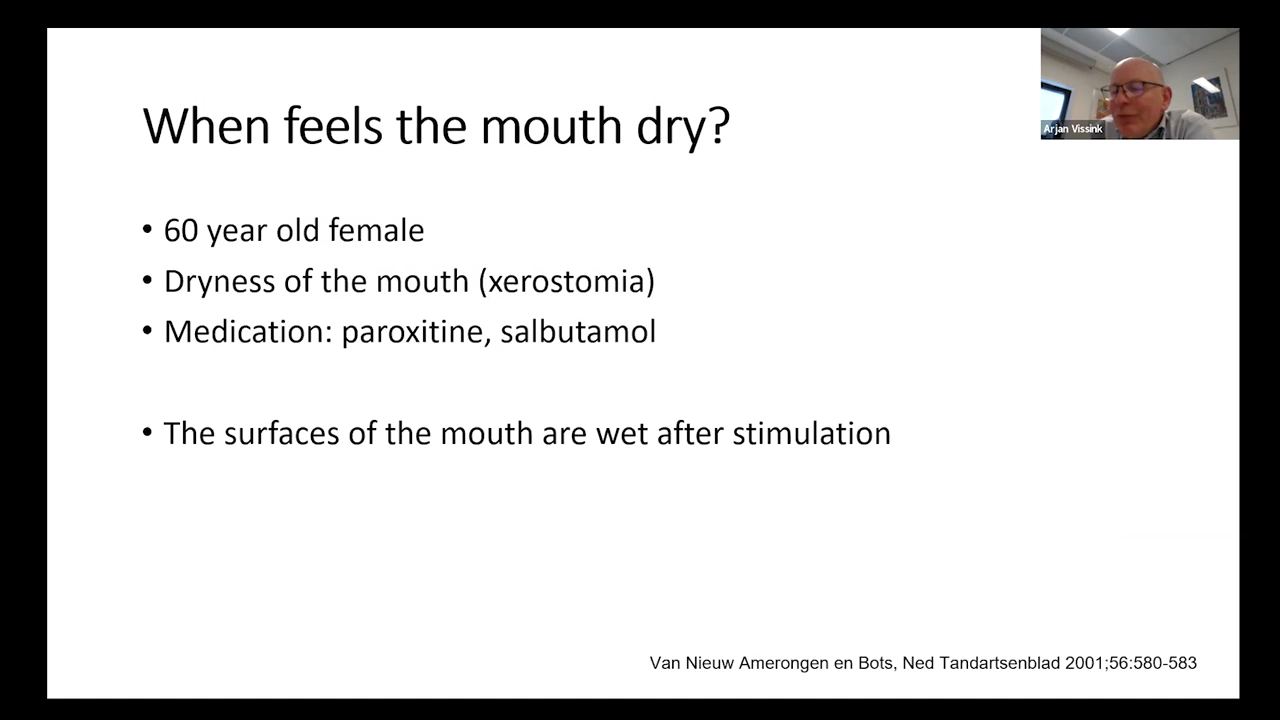 When feels the mouth dry?
Arjan Vissink
• 60 year old female
• Dryness of the mouth (xerostomia)
• Medication: paroxitine, salbutamol
• The surfaces of the mouth are wet after stimulation
Van Nieuw Amerongen en Bots, Ned Tandartsenblad 2001;56:580-583